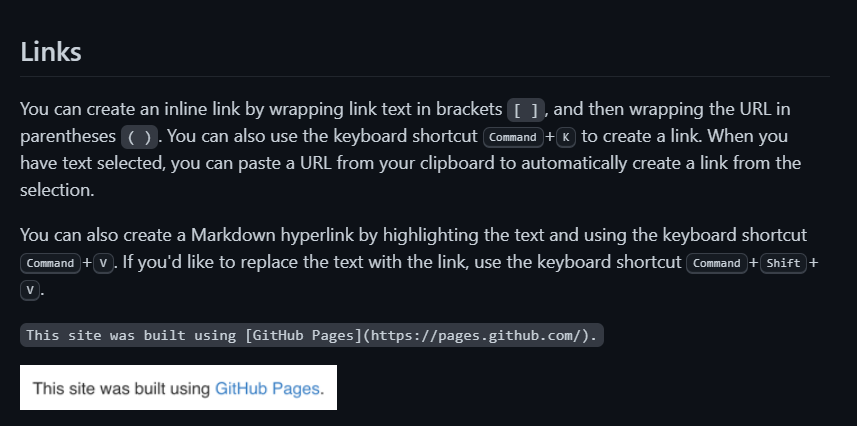 Links
You can create an inline link by wrapping link text in brackets [ ], and then wrapping the URL in
parentheses ( ). You can also use the keyboard shortcut Command+K to create a link. When you
have text selected, you can paste a URL from your clipboard to automatically create a link from the
selection.
You can also create a Markdown hyperlink by highlighting the text and using the keyboard shortcut
Command+V. If you'd like to replace the text with the link, use the keyboard shortcut Command+Shift+
V.
This site was built using [GitHub Pages](https://pages.github.com/).
This site was built using GitHub Pages.